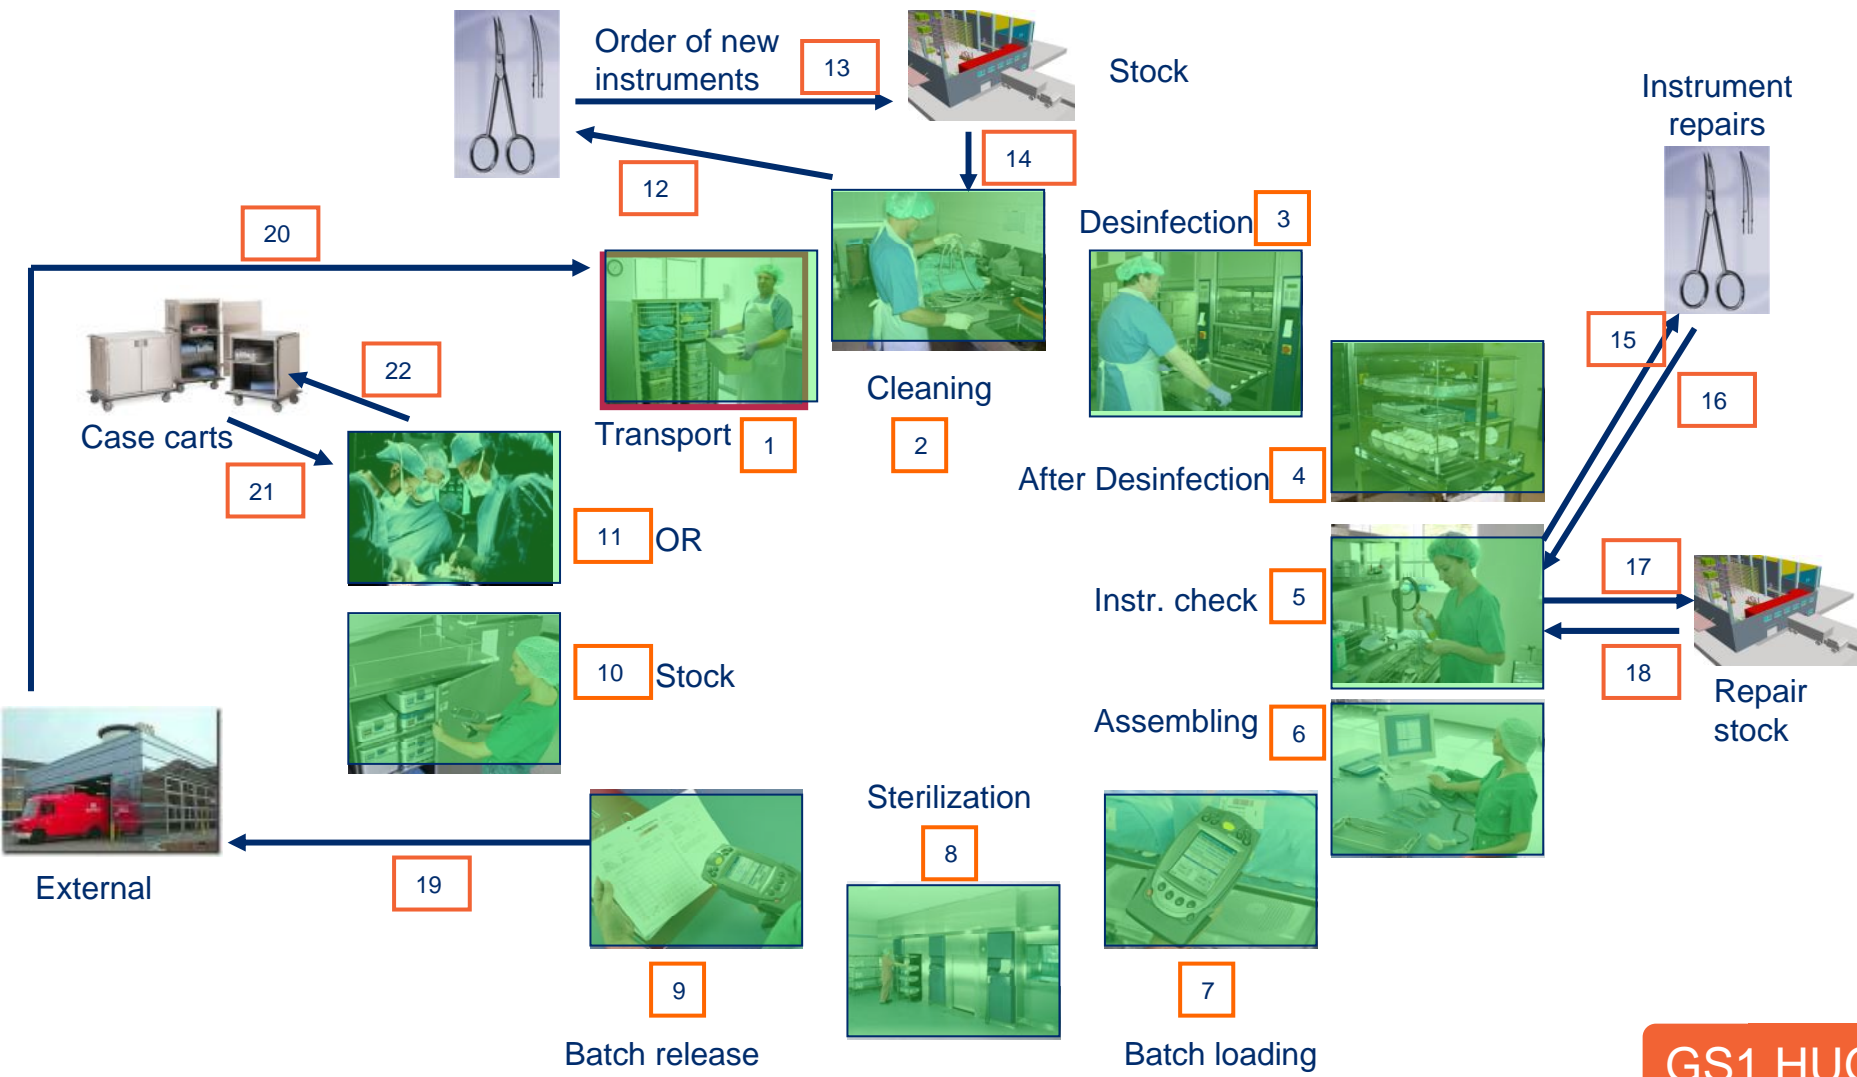 Order of new
instruments
13
Stock
Instrument
repairs
14
12
Desinfection
3
20
15
22
Cleaning
16
Case carts
Transport
1
2
21
After Desinfection
4
11
OR
17
Instr. check
5
10
Stock
18
Repair
stock
Assembling
6
Sterilization
8
External
19
9
7
Batch release
Batch loading
GS1 HUG